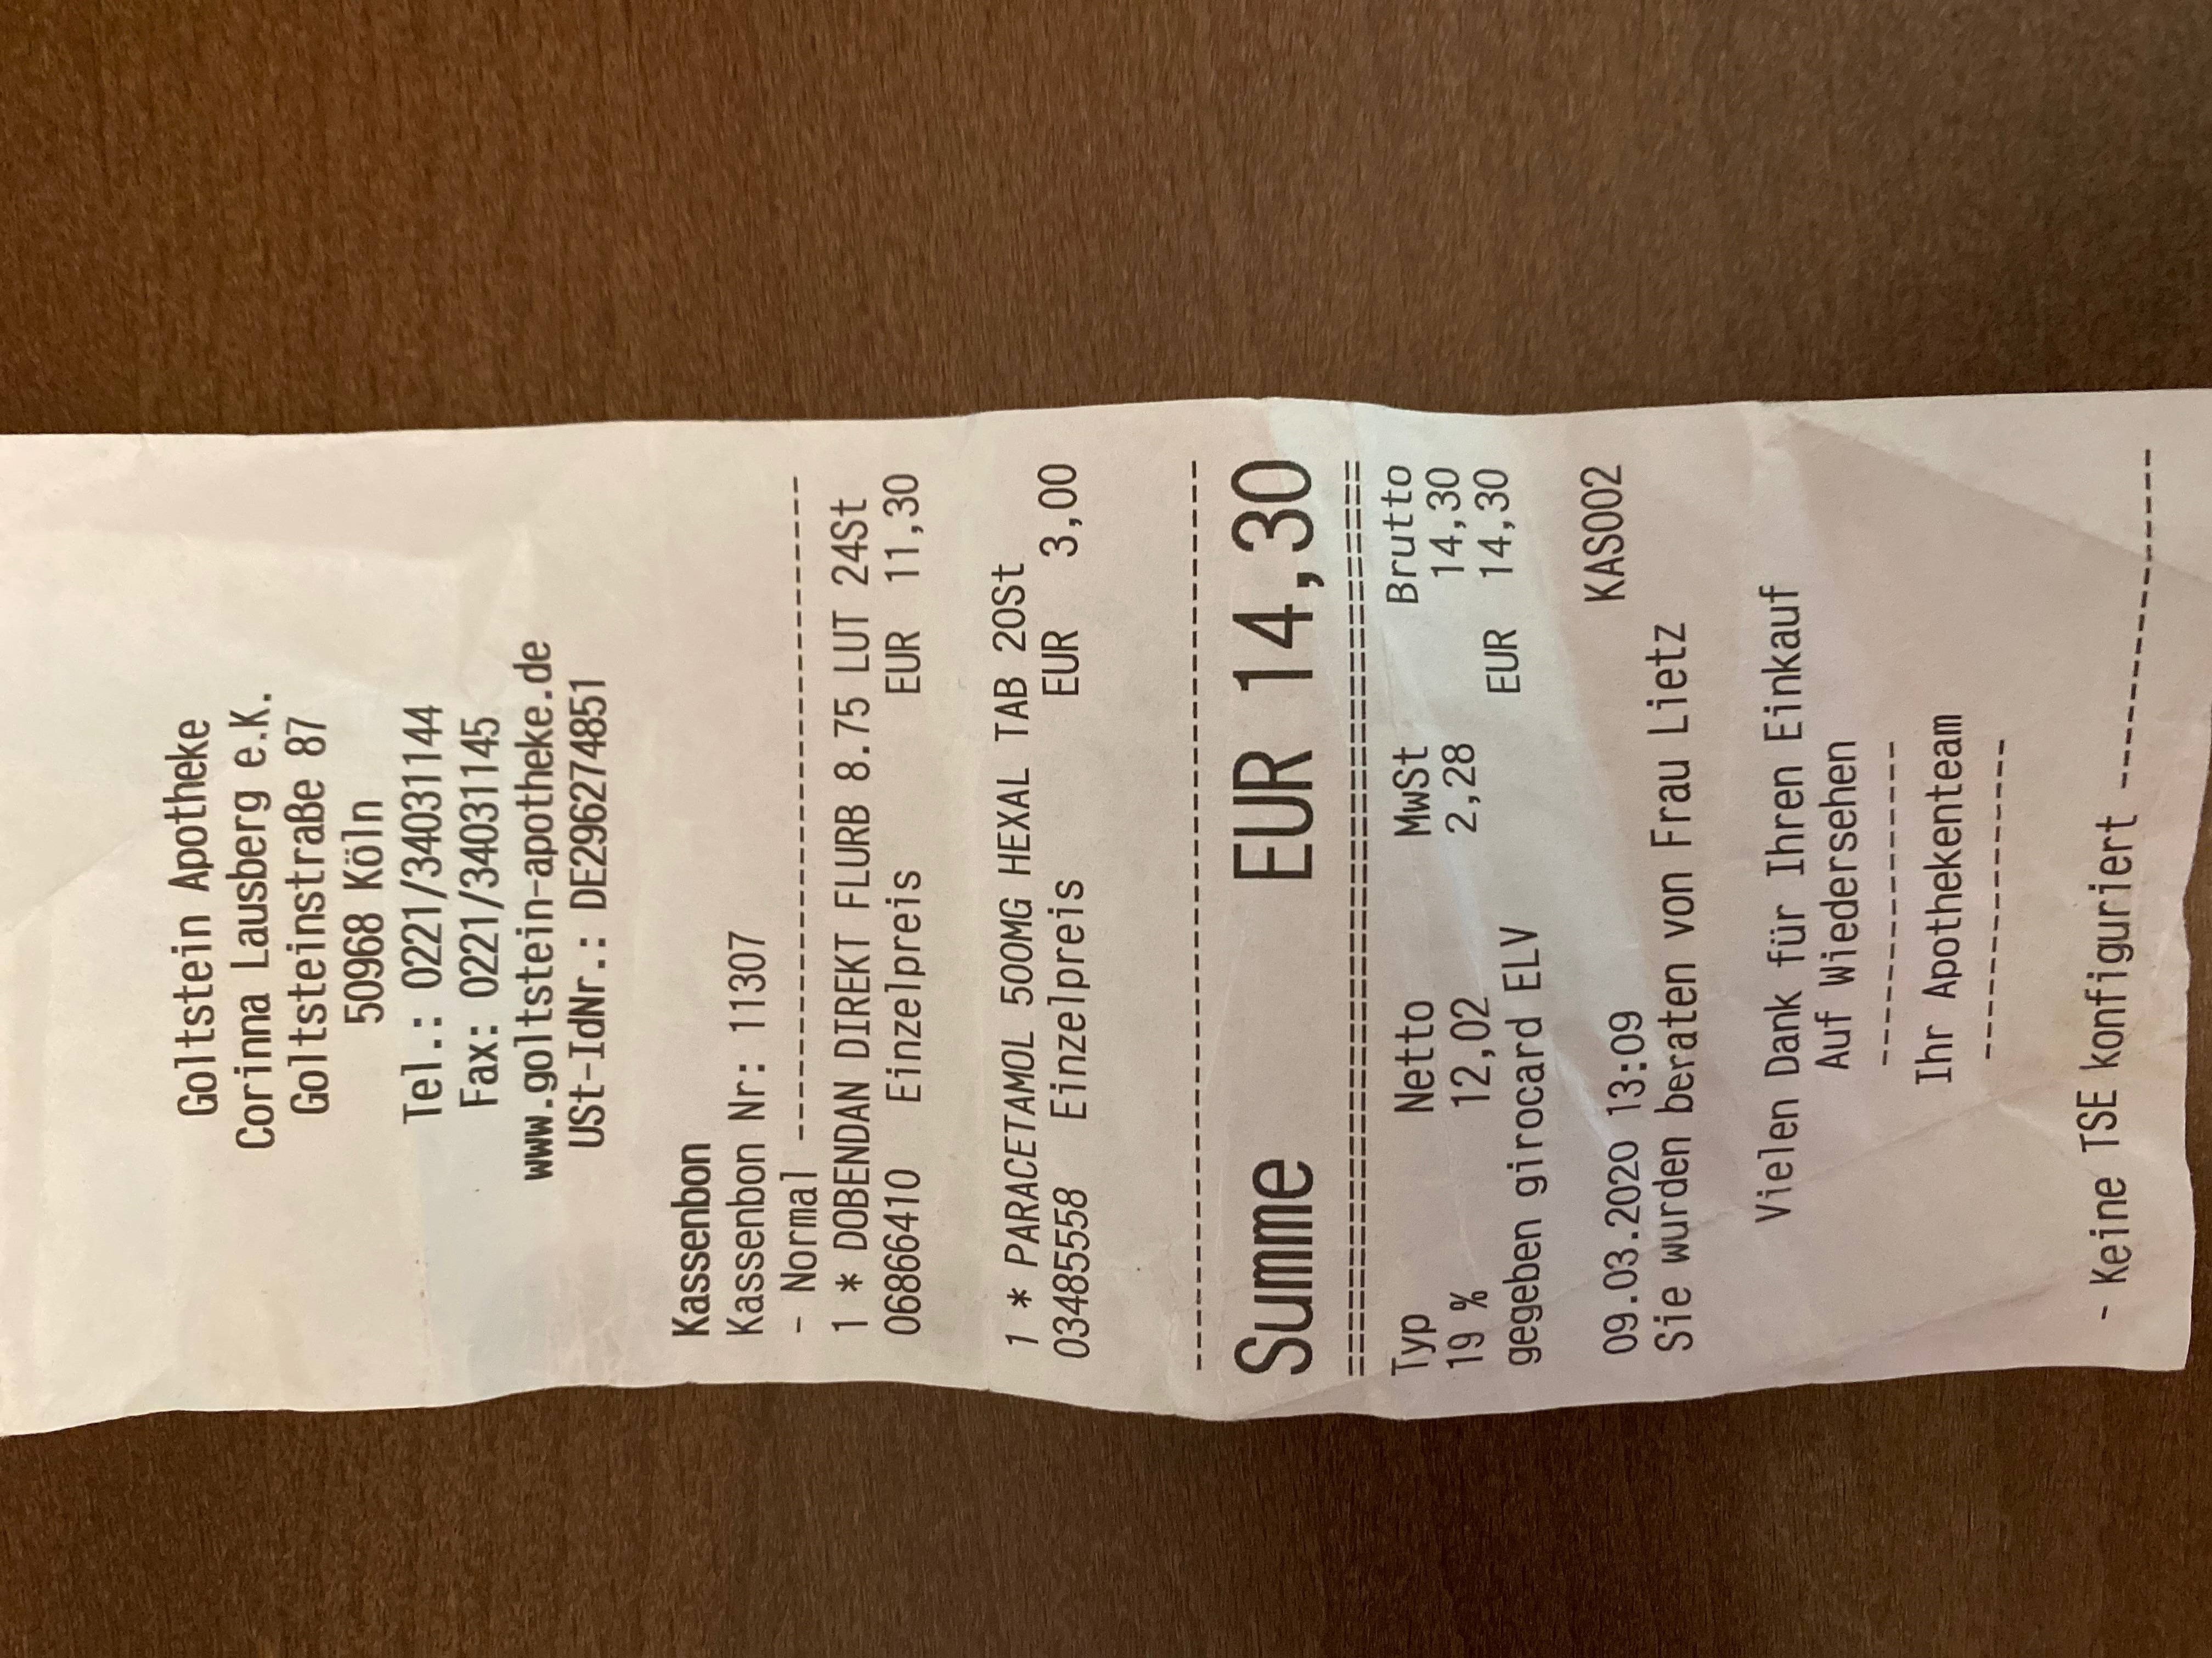 Goltstein Apotheke
Corinna Lausberg e.K.
Goltsteinstraße 87
50968 Köln
Tel.: 0221/34031144
Fax: 0221/34031145
www.goltstein-apotheke.de
USt-IdNr.: DE296274851
Kassenbon
Kassenbon Nr: 11307
- Normal ----------------------------------
1 * DOBENDAN DIREKT FLURB 8.75 LUT 24St
06866410 Einzelpreis EUR 11,30
1 * PARACETAMOL 500MG HEXAL TAB 20St
03485558 Einzelpreis EUR 3,00
---------------------------------------------
Summe EUR 14,30
=============================================
Typ Netto MwSt Brutto
19 % 12,02 2,28 14,30
gegeben girocard ELV EUR 14,30
09.03.2020 13:09 KAS002
Sie wurden beraten von Frau Lietz
Vielen Dank für Ihren Einkauf
Auf Wiedersehen
----------------
Ihr Apothekenteam
----------------
- Keine TSE konfiguriert -----------------